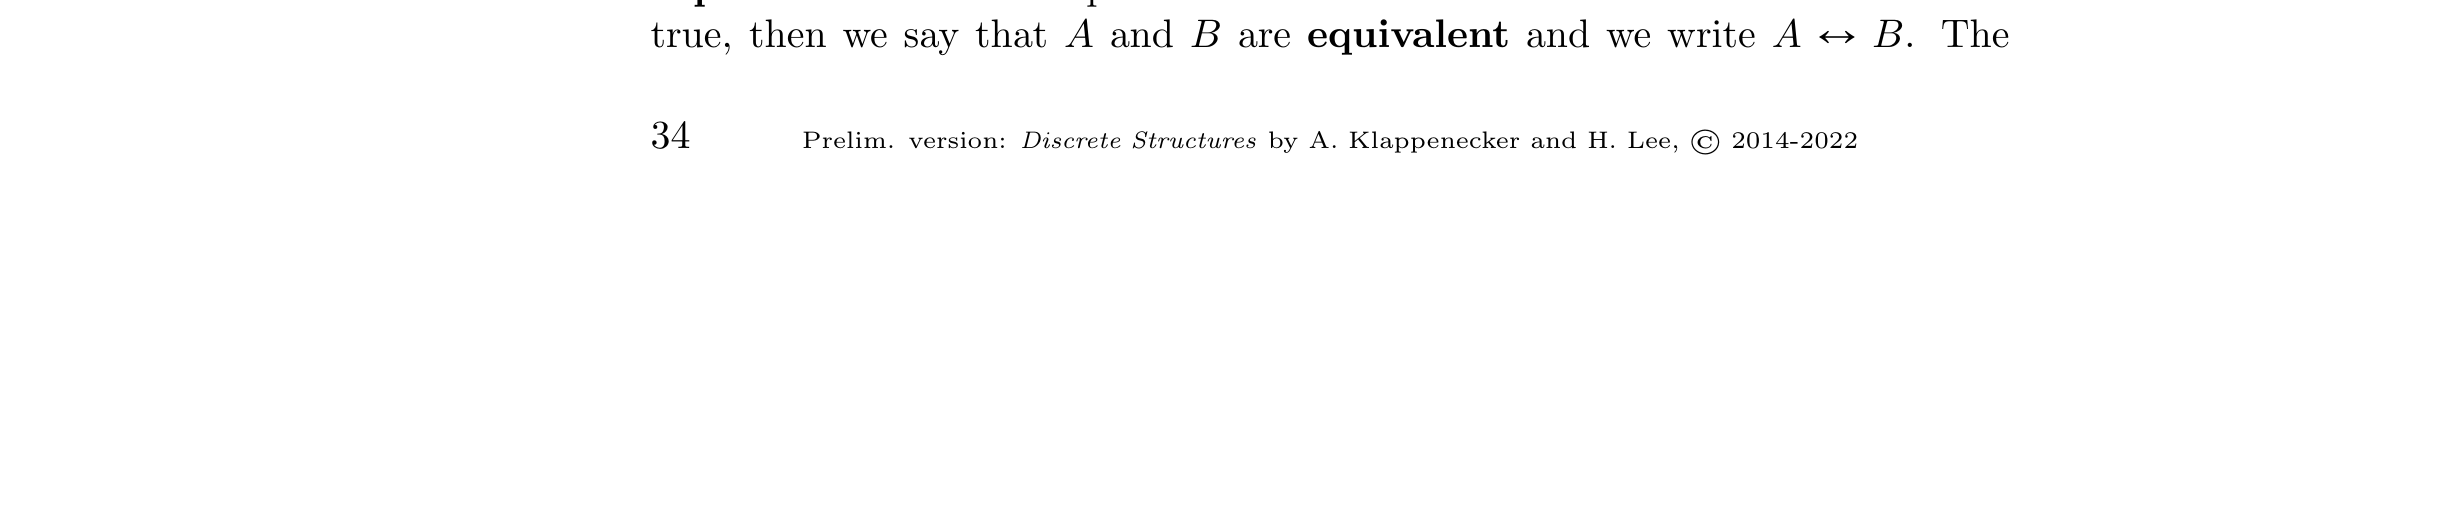 true, then we say that A and B are equivalent and we write A ↔ B. The
34 Prelim. version: Discrete Structures by A. Klappenecker and H. Lee, © 2014-2022